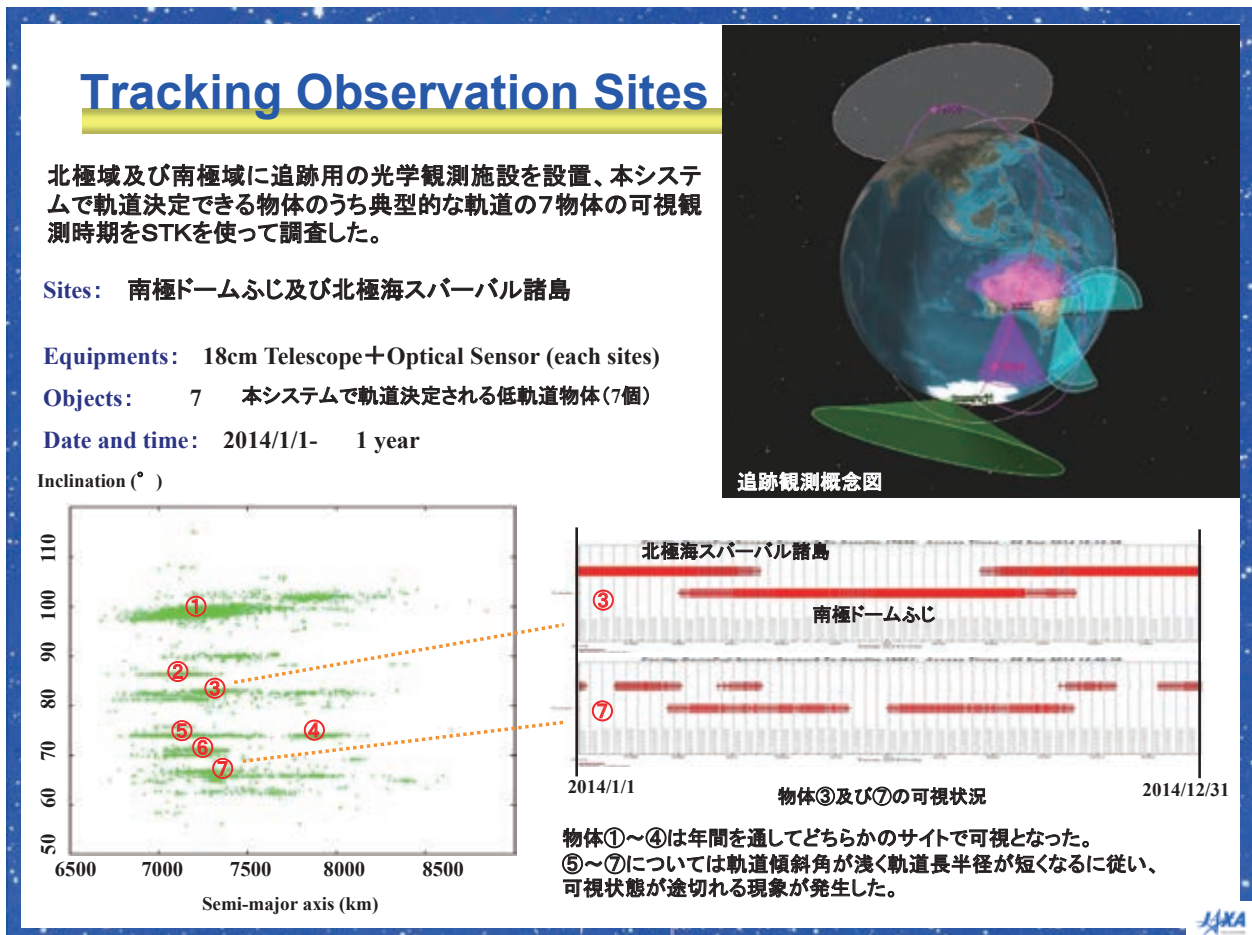 Tracking Observation Sites
北極域及び南極域に追跡用の光学観測施設を設置、本システ
ムで軌道決定できる物体のうち典型的な軌道の7物体の可視観
測時期をSTKを使って調査した。
Sites： 南極ドームふじ及び北極海スバーバル諸島
Equipments： 18cm Telescope＋Optical Sensor (each sites)
Objects： 7 本システムで軌道決定される低軌道物体（7個）
Date and time： 2014/1/1- 1 year
追跡観測概念図
Inclination (° )
110
100
90
80
70
60
50
①
②
③
④
⑤
⑥
⑦
6500 7000 7500 8000 8500
Semi-major axis (km)
北極海スバーバル諸島
③
南極ドームふじ
⑦
2014/1/1
2014/12/31
物体③及び⑦の可視状況
物体①～④は年間を通してどちらかのサイトで可視となった。
⑤～⑦については軌道傾斜角が浅く軌道長半径が短くなるに従い、
可視状態が途切れる現象が発生した。
JAXA